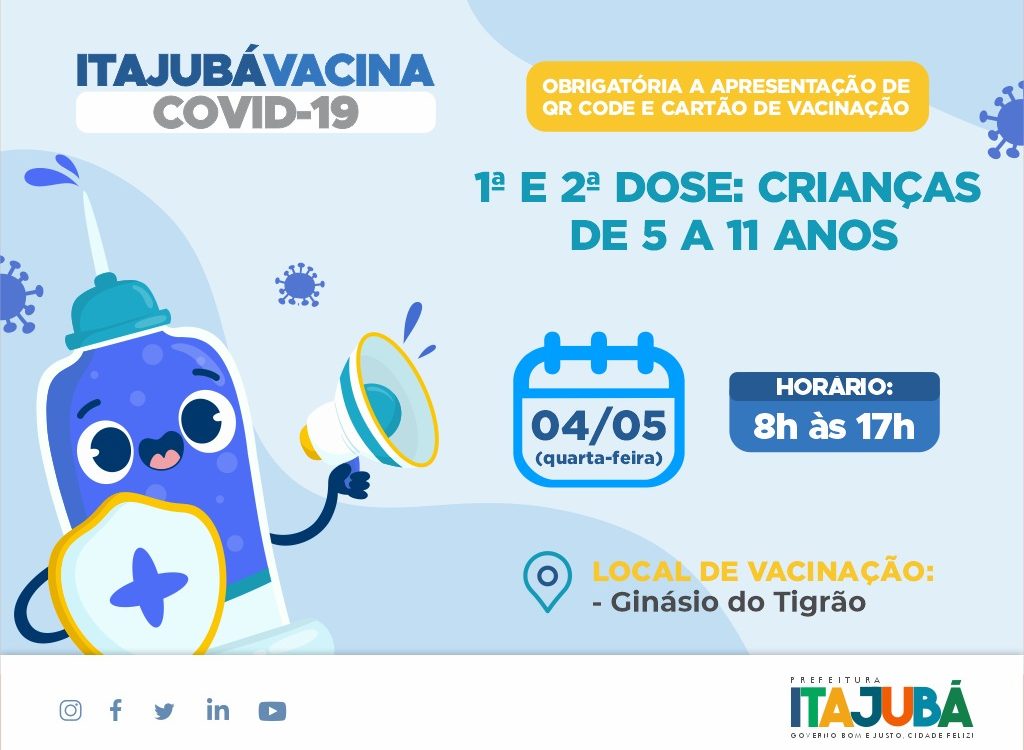 ITAJUBÁVACINA
COVID-19
OBRIGATÓRIA A APRESENTAÇÃO DE
QR CODE E CARTÃO DE VACINAÇÃO
1ª E 2ª DOSE: CRIANÇAS
DE 5 A 11 ANOS
04/05
(quarta-feira)
HORÁRIO:
8h às 17h
LOCAL DE VACINAÇÃO:
- Ginásio do Tigrão
PREFEITURA
ITAJUBÁ
GOVERNO BOM E JUSTO, CIDADE FELIZ!